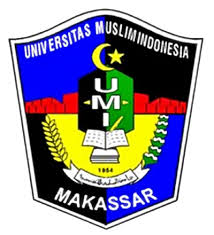 UNIVERSITAS MUSLIM INDONESIA
UMI
1954
MAKASSAR